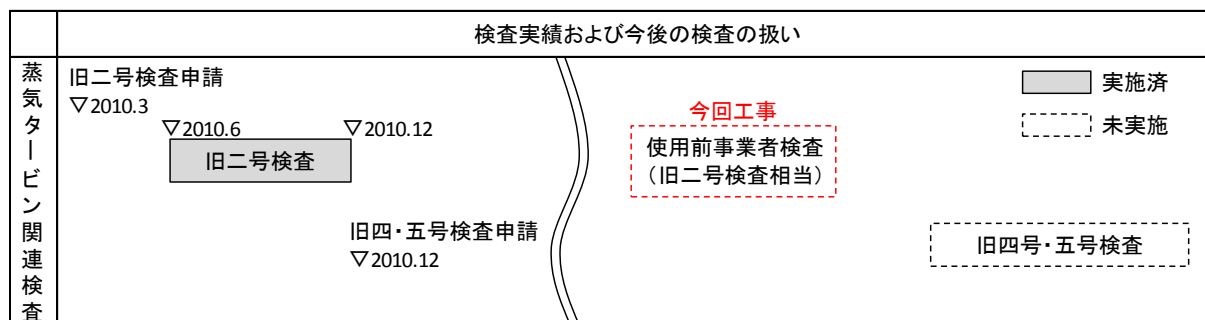 検査実績および今後の検査の扱い
蒸気タービン関連検査
旧二号検査申請
▽2010.3
▽2010.6
▽2010.12
旧二号検査
旧四・五号検査申請
▽2010.12
今回工事
使用前事業者検査
（旧二号検査相当）
旧四号・五号検査
実施済
未実施